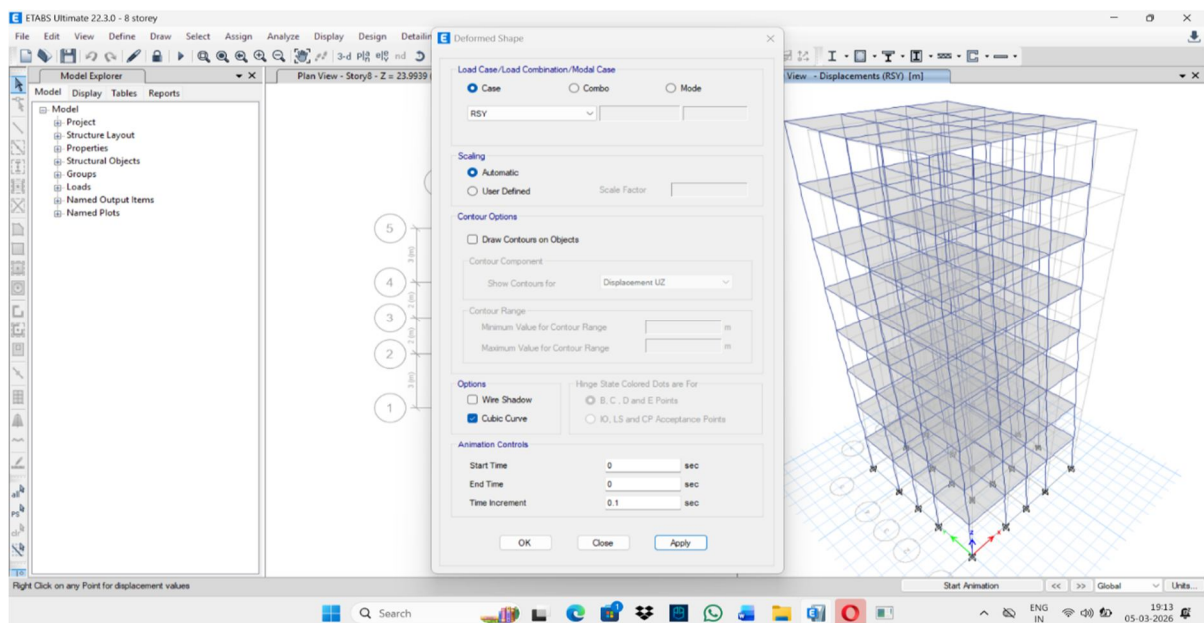 ETABS Ultimate 22.3.0 - 8 storey
File Edit View Define Draw Select Assign Analyze Display Design Detailin
3-d
nd
Model Explorer
Plan View - Story8 - Z = 23.9939 (
View - Displacements (RSY) [m]
Model Display Tables Reports
Model
Project
Structure Layout
Properties
Structural Objects
Groups
Loads
Named Output Items
Named Plots
5
4
3
2
1
3 (m)
2 (m)
2 (m)
3 (m)
Deformed Shape
Load Case/Load Combination/Modal Case
Case Combo Mode
RSY
Scaling
Automatic
User Defined Scale Factor
Contour Options
Draw Contours on Objects
Contour Component
Show Contours for Displacement UZ
Contour Range
Minimum Value for Contour Range m
Maximum Value for Contour Range m
Options
Wire Shadow
Cubic Curve
Hinge State Colored Dots are For
B, C, D and E Points
IO, LS and CP Acceptance Points
Animation Controls
Start Time 0 sec
End Time 0 sec
Time Increment 0.1 sec
OK Close Apply
Right Click on any Point for displacement values
Start Animation << >> Global Units...
Search
ENG
IN
19:13
05-03-2026